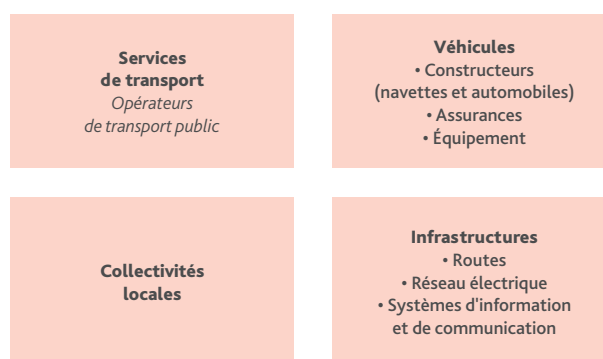 Services
de transport
Opérateurs
de transport public
Véhicules
• Constructeurs
(navettes et automobiles)
• Assurances
• Équipement
Collectivités
locales
Infrastructures
• Routes
• Réseau électrique
• Systèmes d'information
et de communication